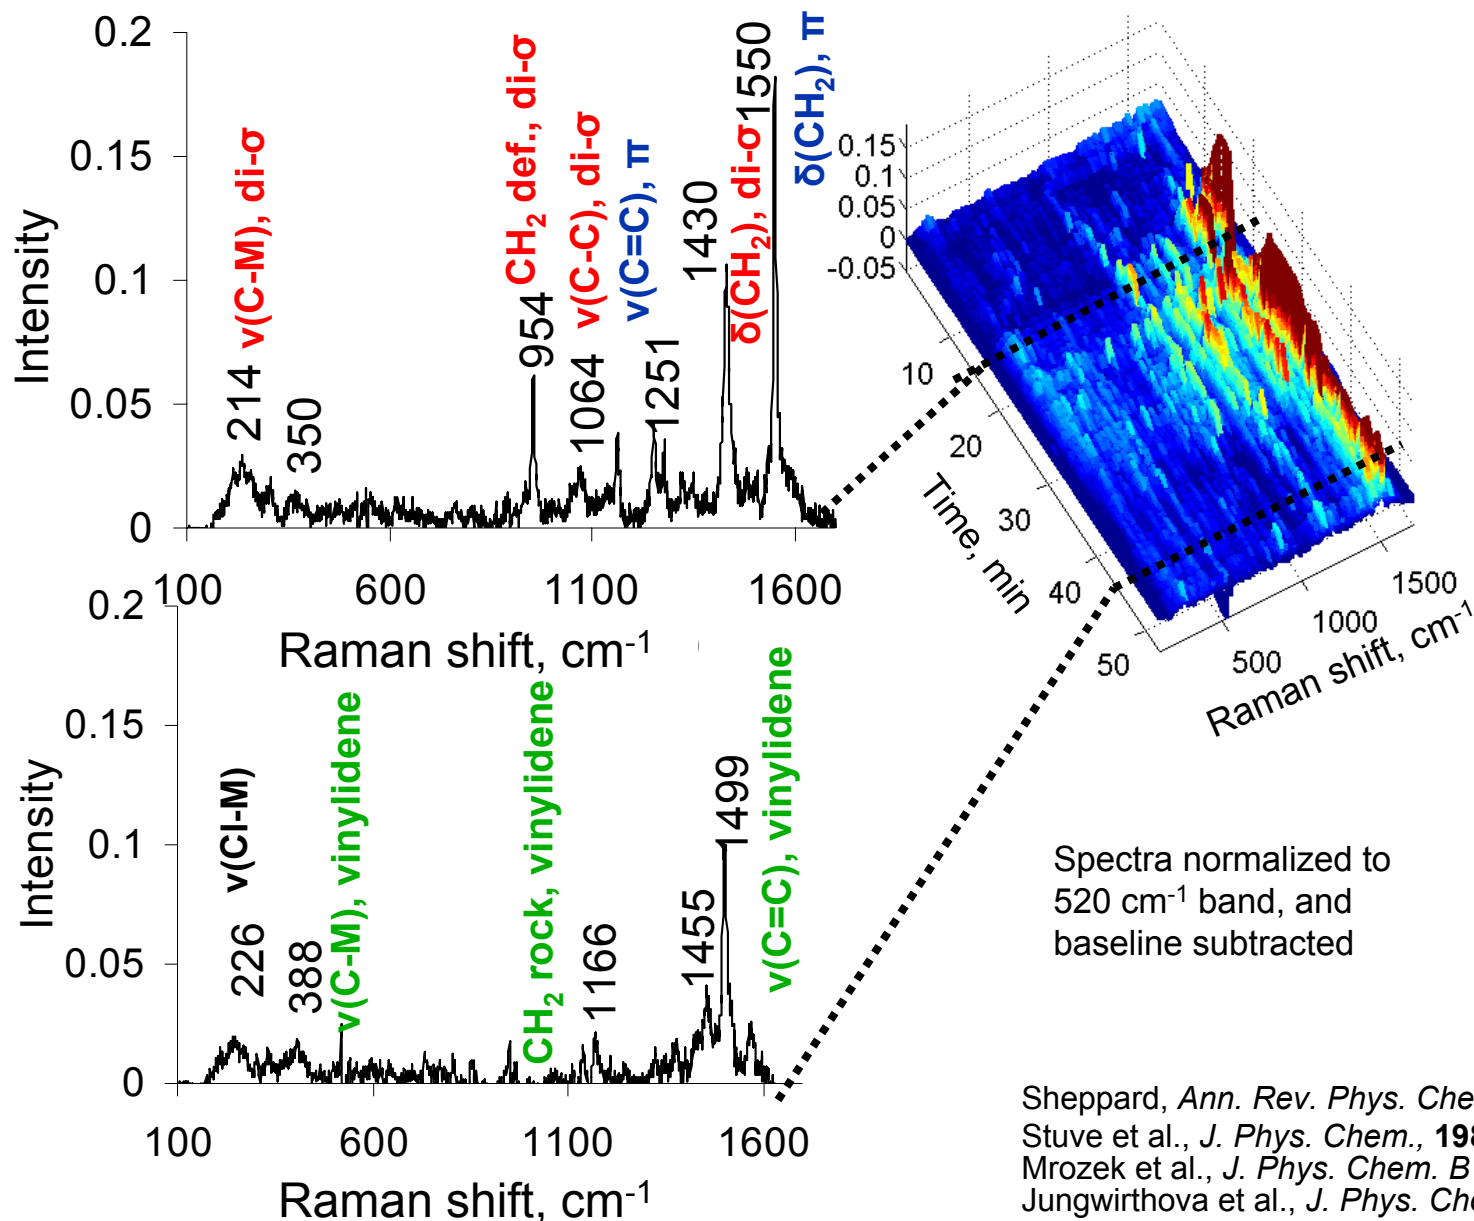 0.2
0.15
0.1
0.05
0
Intensity
100
600
1100
1600
Raman shift, cm⁻¹
214
ν(C-M), di-σ
350
954
CH₂ def., di-σ
1064
ν(C-C), di-σ
ν(C=C), π
1251
1430
δ(CH₂), di-σ
1550
δ(CH₂), π
0.15
0.1
0.05
0
-0.05
10
20
30
40
50
Time, min
500
1000
1500
Raman shift, cm⁻¹
0.2
0.15
0.1
0.05
0
Intensity
100
600
1100
1600
Raman shift, cm⁻¹
226
ν(Cl-M)
388
ν(C-M), vinylidene
CH₂ rock, vinylidene
1166
1455
1499
ν(C=C), vinylidene
Spectra normalized to
520 cm⁻¹ band, and
baseline subtracted
Sheppard, Ann. Rev. Phys. Che
Stuve et al., J. Phys. Chem., 198
Mrozek et al., J. Phys. Chem. B
Jungwirthova et al., J. Phys. Che